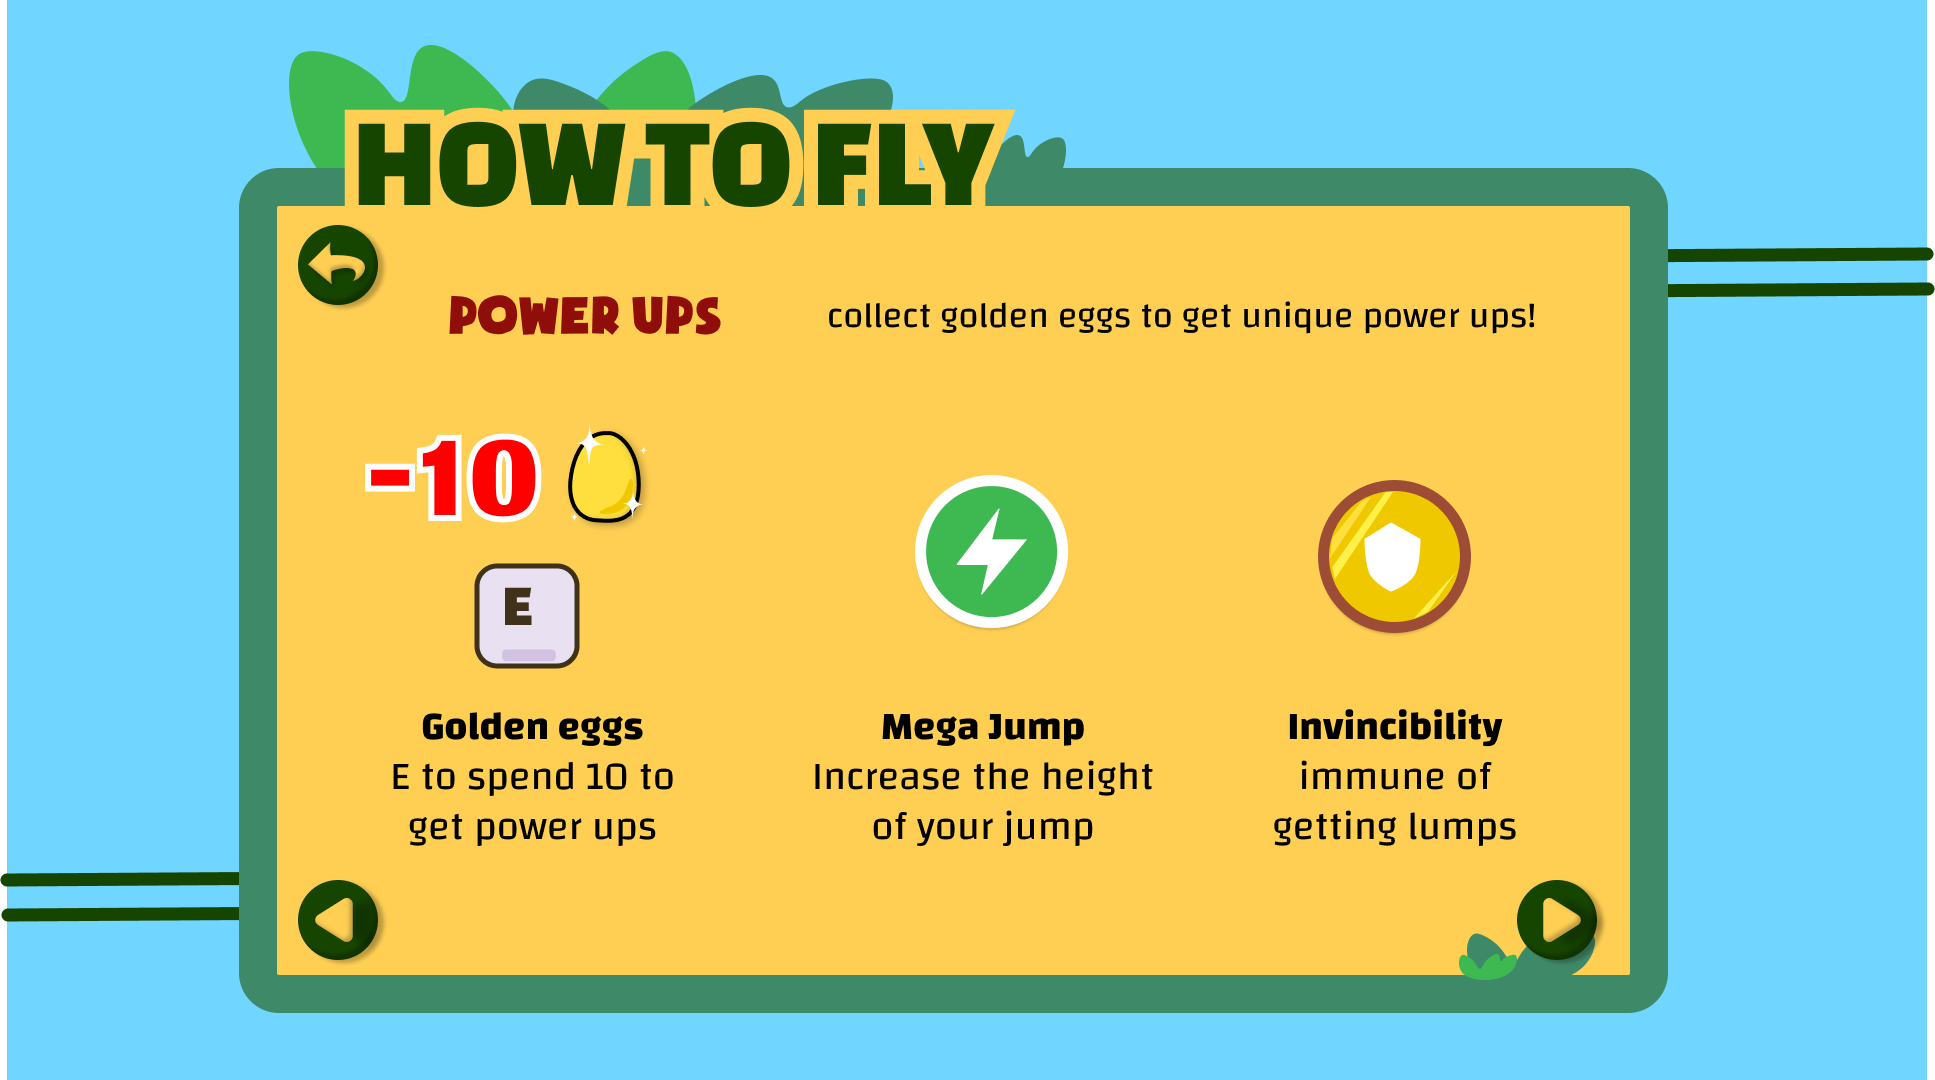 HOW TO FLY
POWER UPS
collect golden eggs to get unique power ups!
-10
E
Golden eggs
E to spend 10 to
get power ups
Mega Jump
Increase the height
of your jump
Invincibility
immune of
getting lumps